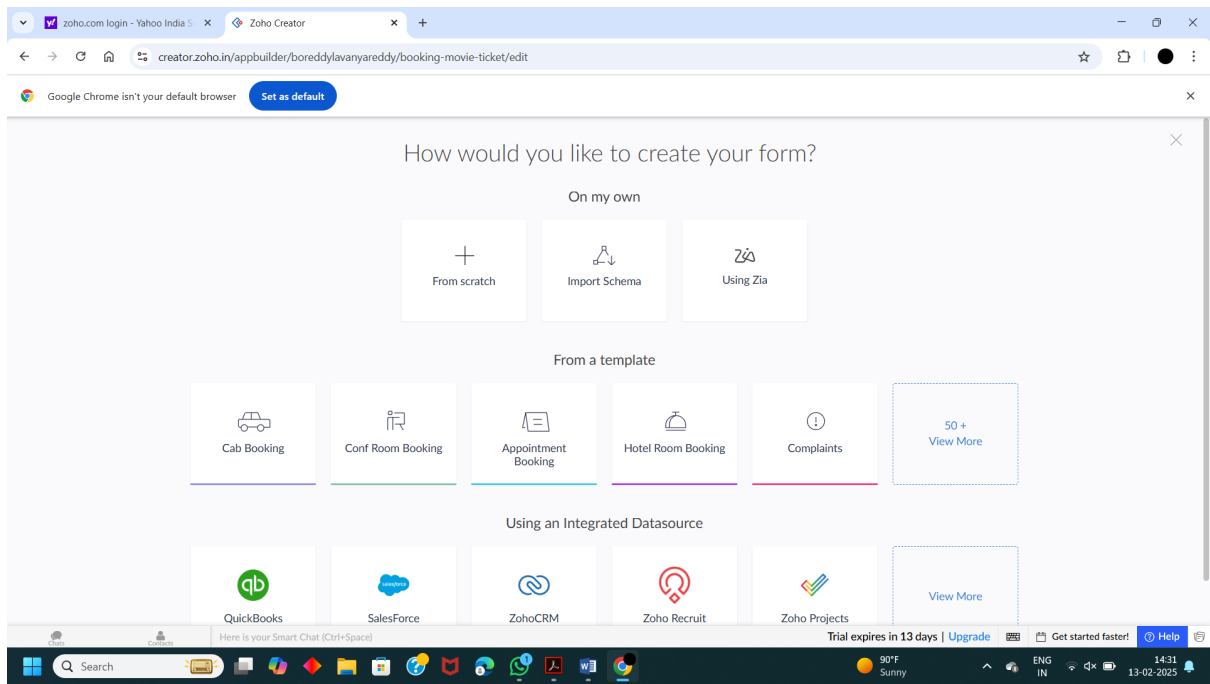 zoho.com login - Yahoo India S
Zoho Creator
creator.zoho.in/appbuilder/boreddylavanyareddy/booking-movie-ticket/edit
Google Chrome isn't your default browser
Set as default
How would you like to create your form?
On my own
From scratch
Import Schema
Using Zia
From a template
Cab Booking
Conf Room Booking
Appointment
Booking
Hotel Room Booking
Complaints
50 +
View More
Using an Integrated Datasource
QuickBooks
SalesForce
ZohoCRM
Zoho Recruit
Zoho Projects
View More
Chats
Contacts
Here is your Smart Chat (Ctrl+Space)
Trial expires in 13 days | Upgrade
Get started faster!
Help
Search
90°F
Sunny
ENG
IN
14:31
13-02-2025